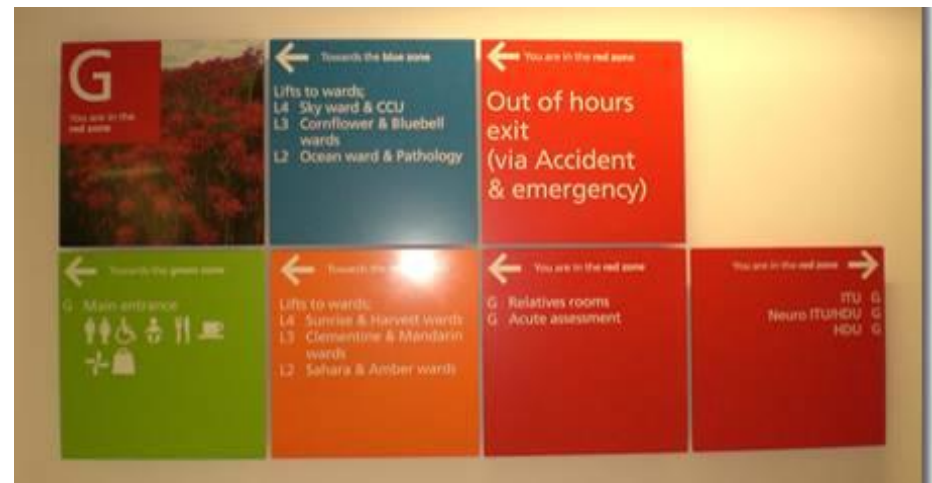 G
You are in the
red zone
Towards the blue zone
Lifts to wards;
L4 Sky ward & CCU
L3 Cornflower & Bluebell
wards
L2 Ocean ward & Pathology
You are in the red zone
Out of hours
exit
(via Accident
& emergency)
Towards the green zone
G Main entrance
Towards the
Lifts to wards;
L4 Sunrise & Harvest wards
L3 Clementine & Mandarin
wards
L2 Sahara & Amber wards
You are in the red zone
G Relatives rooms
G Acute assessment
You are in the red zone
ITU G
Neuro ITU/HDU G
HDU G